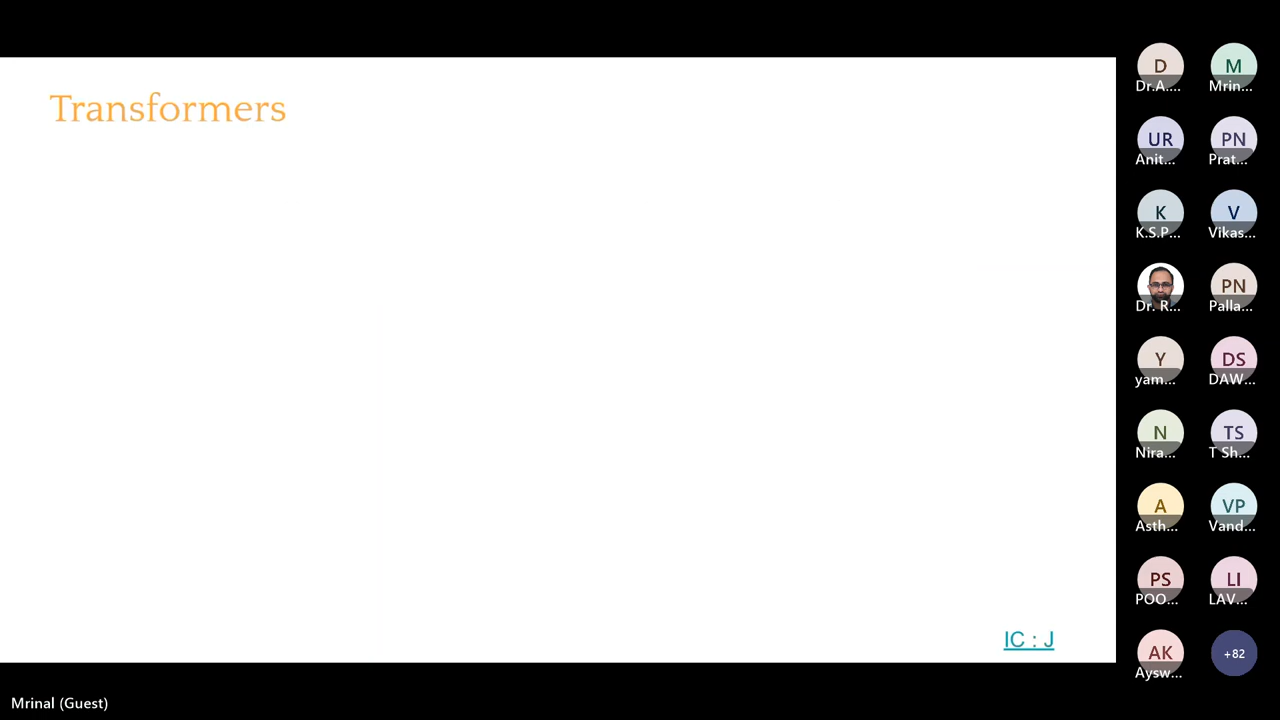 Transformers
IC : J
D
Dr.A....
M
Mrin...
UR
Anit...
PN
Prat...
K
K.S.P...
V
Vikas...
Dr. R...
PN
Palla...
Y
yam...
DS
DAW...
N
Nira...
TS
T Sh...
A
Asth...
VP
Vand...
PS
POO...
LI
LAV...
AK
Aysw...
+82
Mrinal (Guest)